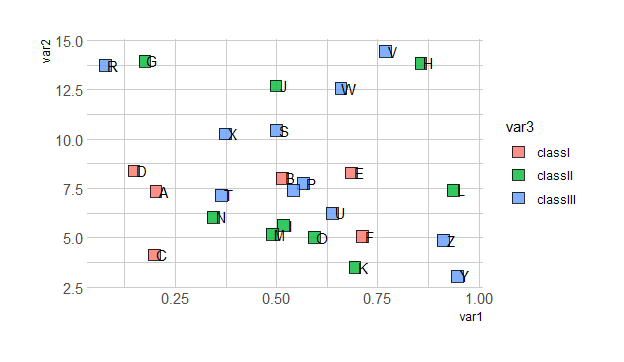 var2
15.0
12.5
10.0
7.5
5.0
2.5
V
G
H
R
J
W
S
X
D
E
B
P
A
T
L
N
U
I
M
O
F
Z
C
K
Y
0.25
0.50
0.75
1.00
var1
var3
classI
classII
classIII